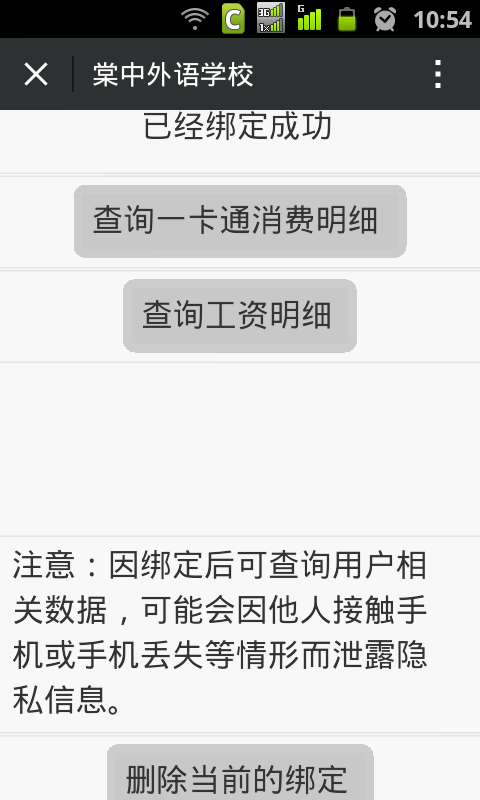 10:54
棠中外语学校
已经绑定成功
查询一卡通消费明细
查询工资明细
注意：因绑定后可查询用户相
关数据，可能会因他人接触手
机或手机丢失等情形而泄露隐
私信息。
删除当前的绑定